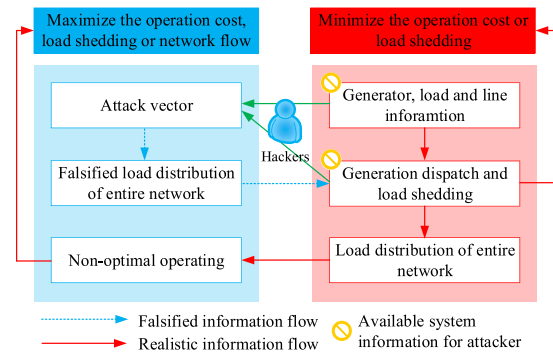 Maximize the operation cost,
load shedding or network flow
Minimize the operation cost or
load shedding
Attack vector
Generator, load and line
inforamtion
Hackers
Falsified load distribution
of entire network
Generation dispatch and
load shedding
Non-optimal operating
Load distribution of entire
network
Falsified information flow
Realistic information flow
Available system
information for attacker